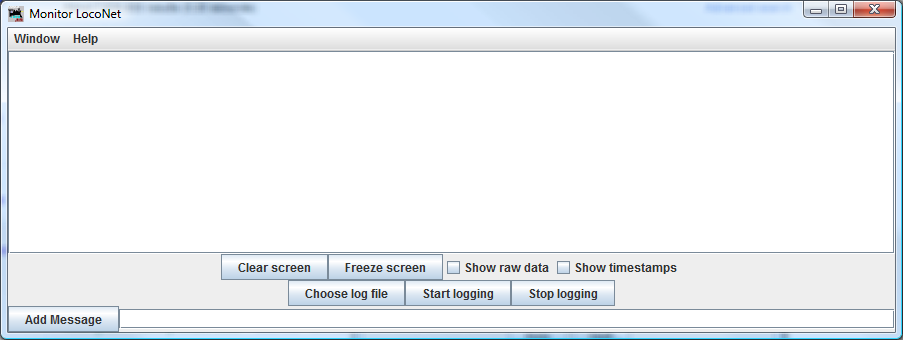 Monitor LocoNet
Window Help
Clear screen Freeze screen Show raw data Show timestamps
Choose log file Start logging Stop logging
Add Message